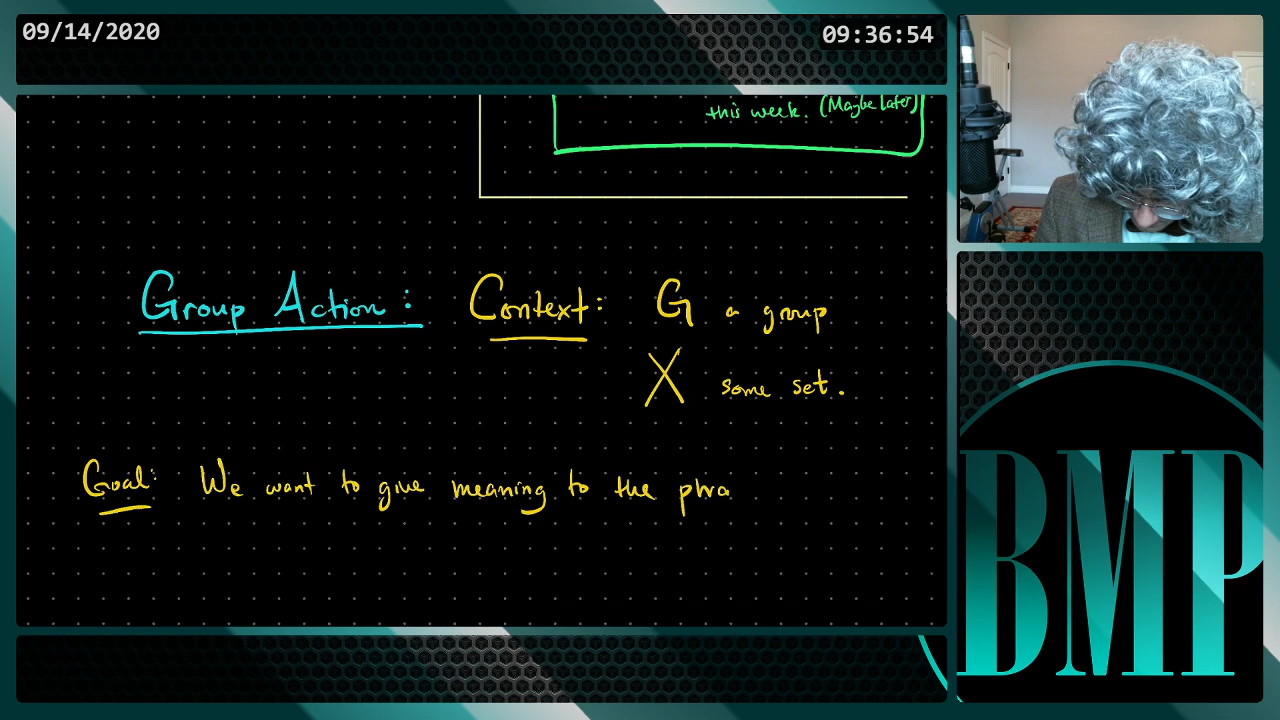 09/14/2020
09:36:54
this week. (Maybe Later)
Group Action: Context: G a group
X some set.
Goal: We want to give meaning to the phra
BMP